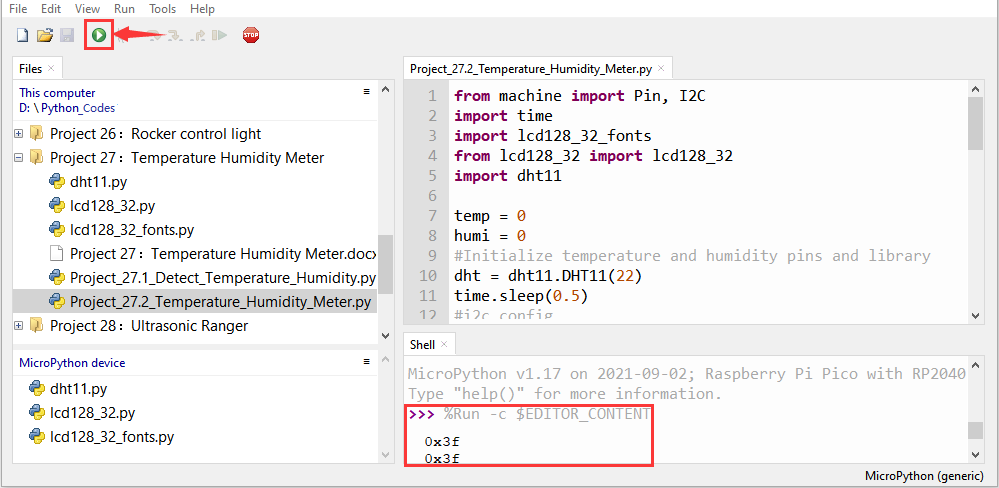 File Edit View Run Tools Help
STOP
Files
This computer
D: \ Python_Codes
Project 26：Rocker control light
Project 27：Temperature Humidity Meter
dht11.py
lcd128_32.py
lcd128_32_fonts.py
Project 27：Temperature Humidity Meter.docx
Project_27.1_Detect_Temperature_Humidity.py
Project_27.2_Temperature_Humidity_Meter.py
Project 28：Ultrasonic Ranger
MicroPython device
dht11.py
lcd128_32.py
lcd128_32_fonts.py
Project_27.2_Temperature_Humidity_Meter.py
1 from machine import Pin, I2C
2 import time
3 import lcd128_32_fonts
4 from lcd128_32 import lcd128_32
5 import dht11
6
7 temp = 0
8 humi = 0
9 #Initialize temperature and humidity pins and library
10 dht = dht11.DHT11(22)
11 time.sleep(0.5)
12 #i2c config
Shell
MicroPython v1.17 on 2021-09-02; Raspberry Pi Pico with RP2040
Type "help()" for more information.
>>> %Run -c $EDITOR_CONTENT
0x3f
0x3f
MicroPython (generic)